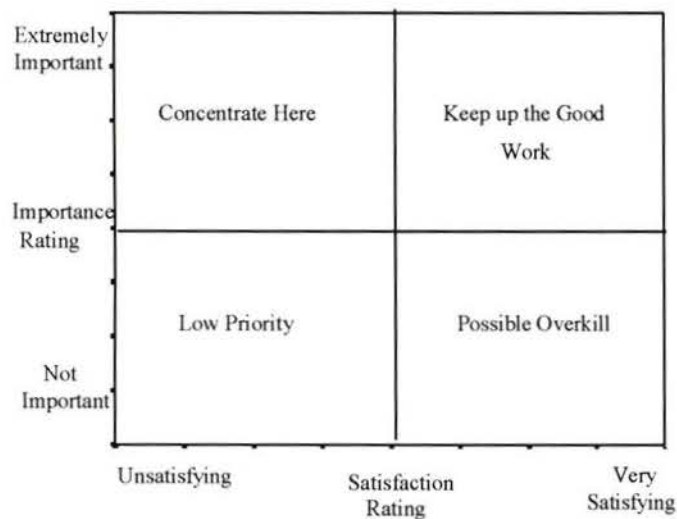 Extremely
Important
Concentrate Here
Keep up the Good
Work
Importance
Rating
Low Priority
Possible Overkill
Not
Important
Unsatisfying
Satisfaction
Rating
Very
Satisfying